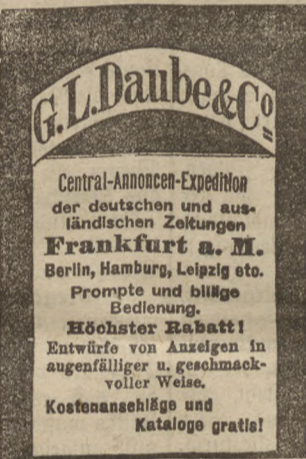 G. L. Daube & Co
Central-Annoncen-Expedition
der deutschen und aus-
ländischen Zeitungen
Frankfurt a. M.
Berlin, Hamburg, Leipzig etc.
Prompte und billige
Bedienung.
Höchster Rabatt!
Entwürfe von Anzeigen in
augenfälliger u. geschmack-
voller Weise.
Kostenanschläge und
Kataloge gratis!